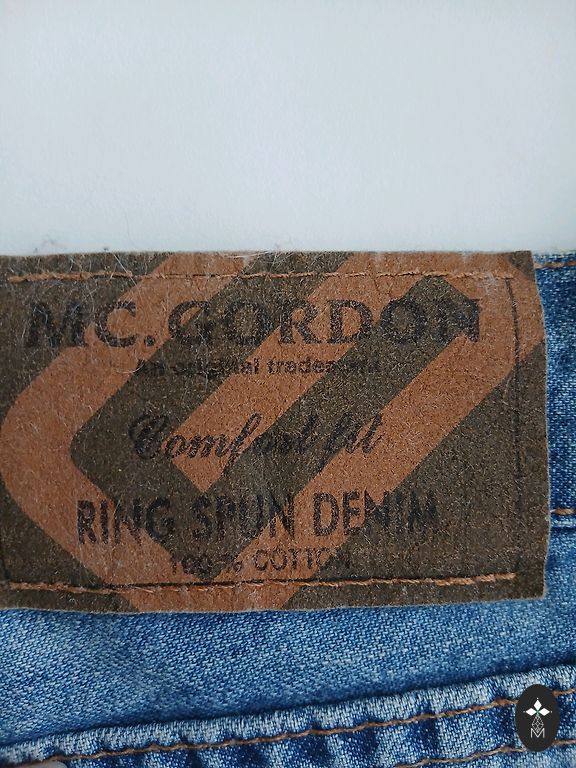 MC.GORDON
An original trademark
Comfort fit
RING SPUN DENIM
100 % COTTON
M